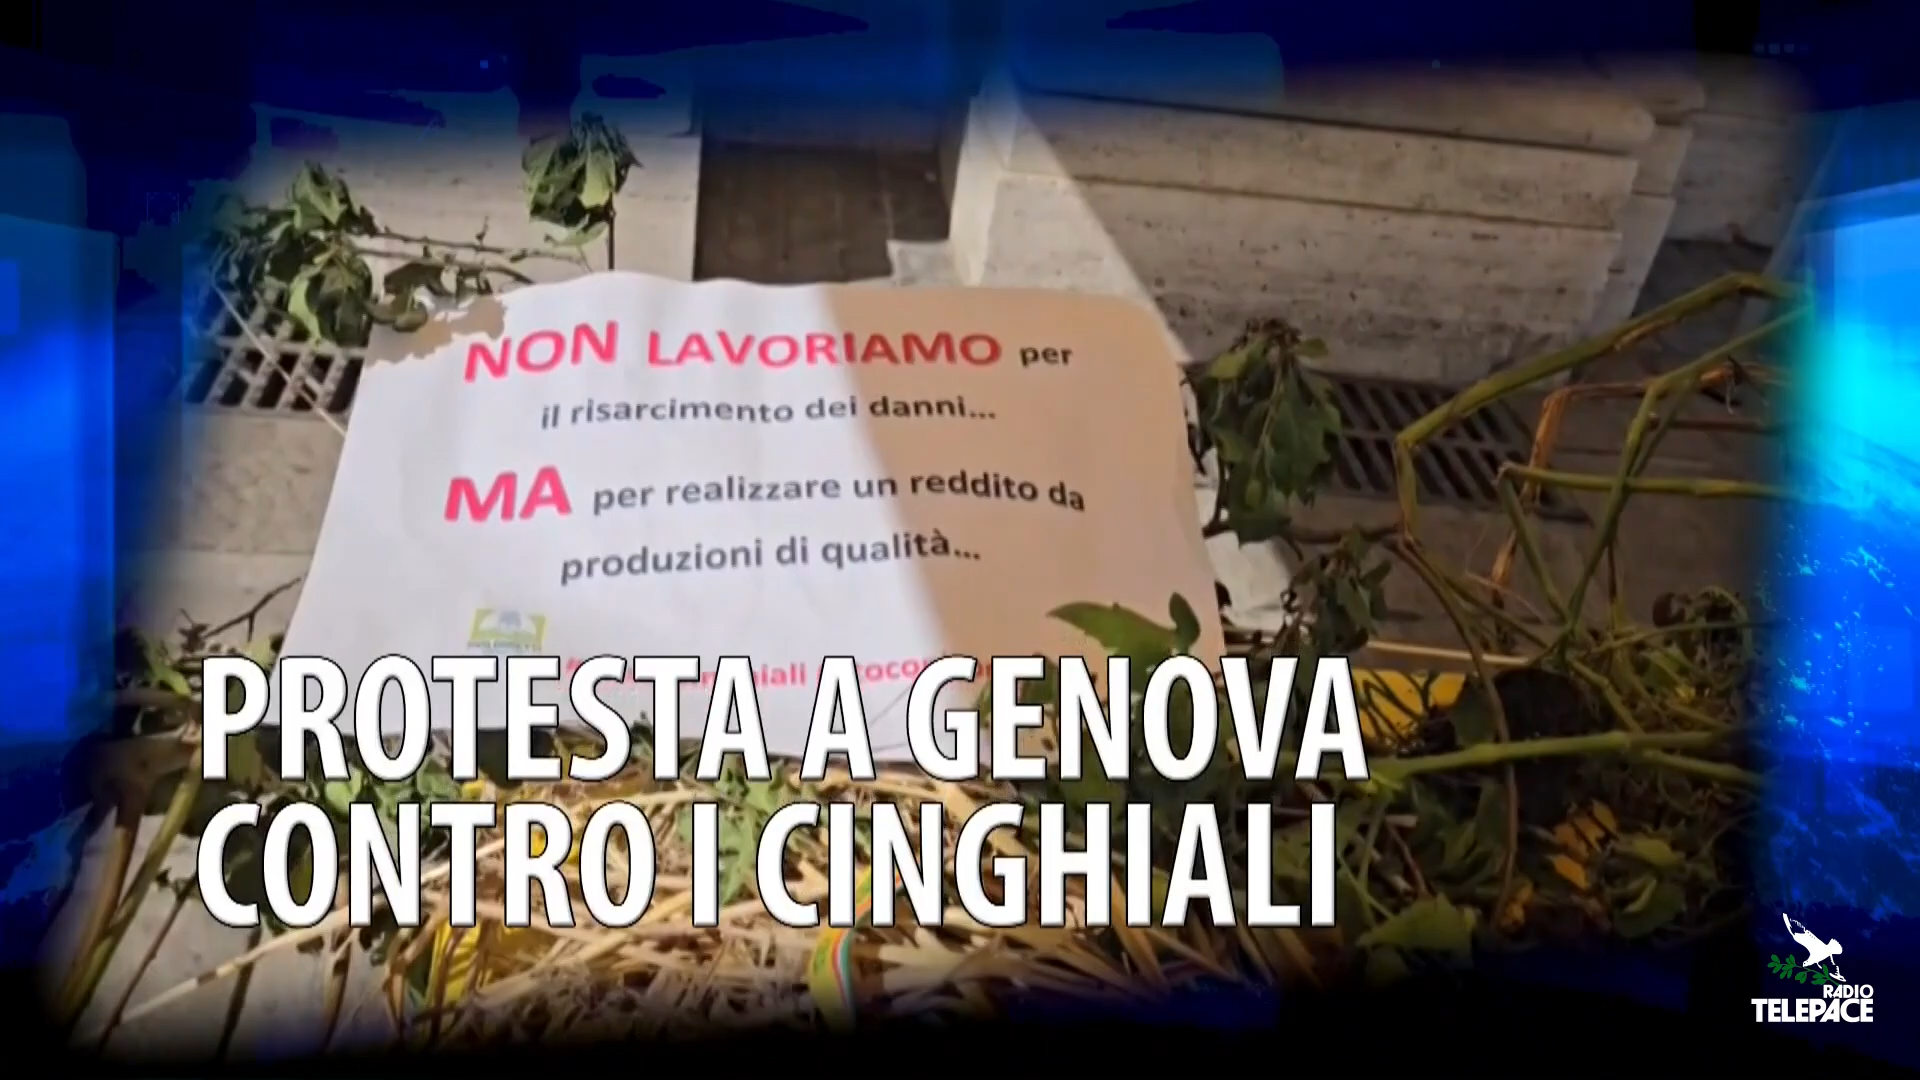 NON LAVORIAMO per
il risarcimento dei danni...
MA per realizzare un reddito da
produzioni di qualità...
PROTESTA A GENOVA
CONTRO I CINGHIALI
RADIO
TELEPACE